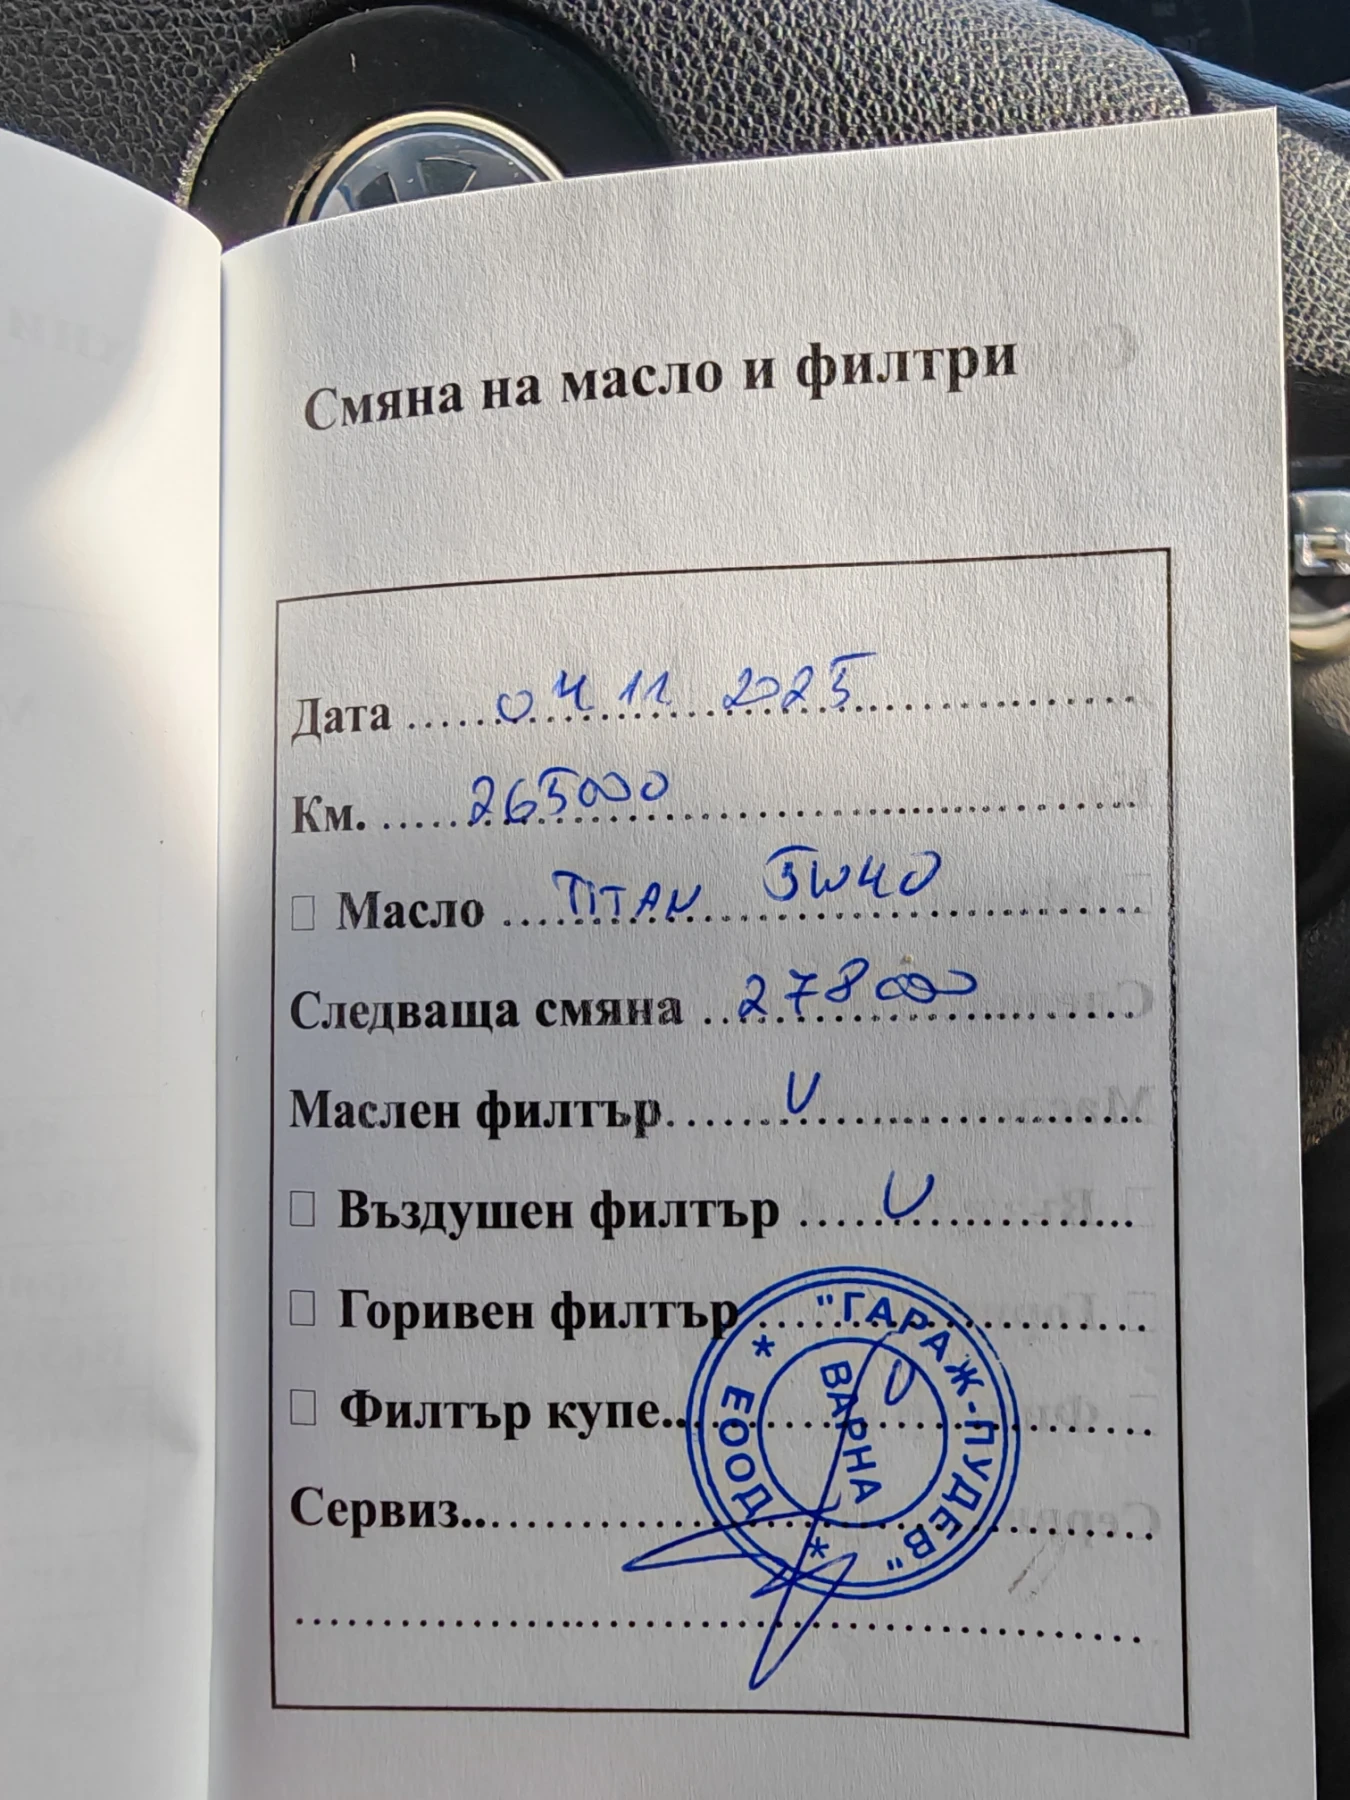 Смяна на масло и филтри
Дата ...... 04 11 2025 ......
Км. ...... 265000 ......
□ Масло ...... TITAN 5W40 ......
Следваща смяна ...... 278000 ......
Маслен филтър ...... V ......
□ Въздушен филтър ...... V ......
□ Горивен филтър ......
□ Филтър купе ......
Сервиз ......
"ГАРАЖ-ПУДЕВ" * ЕООД *
ВАРНА